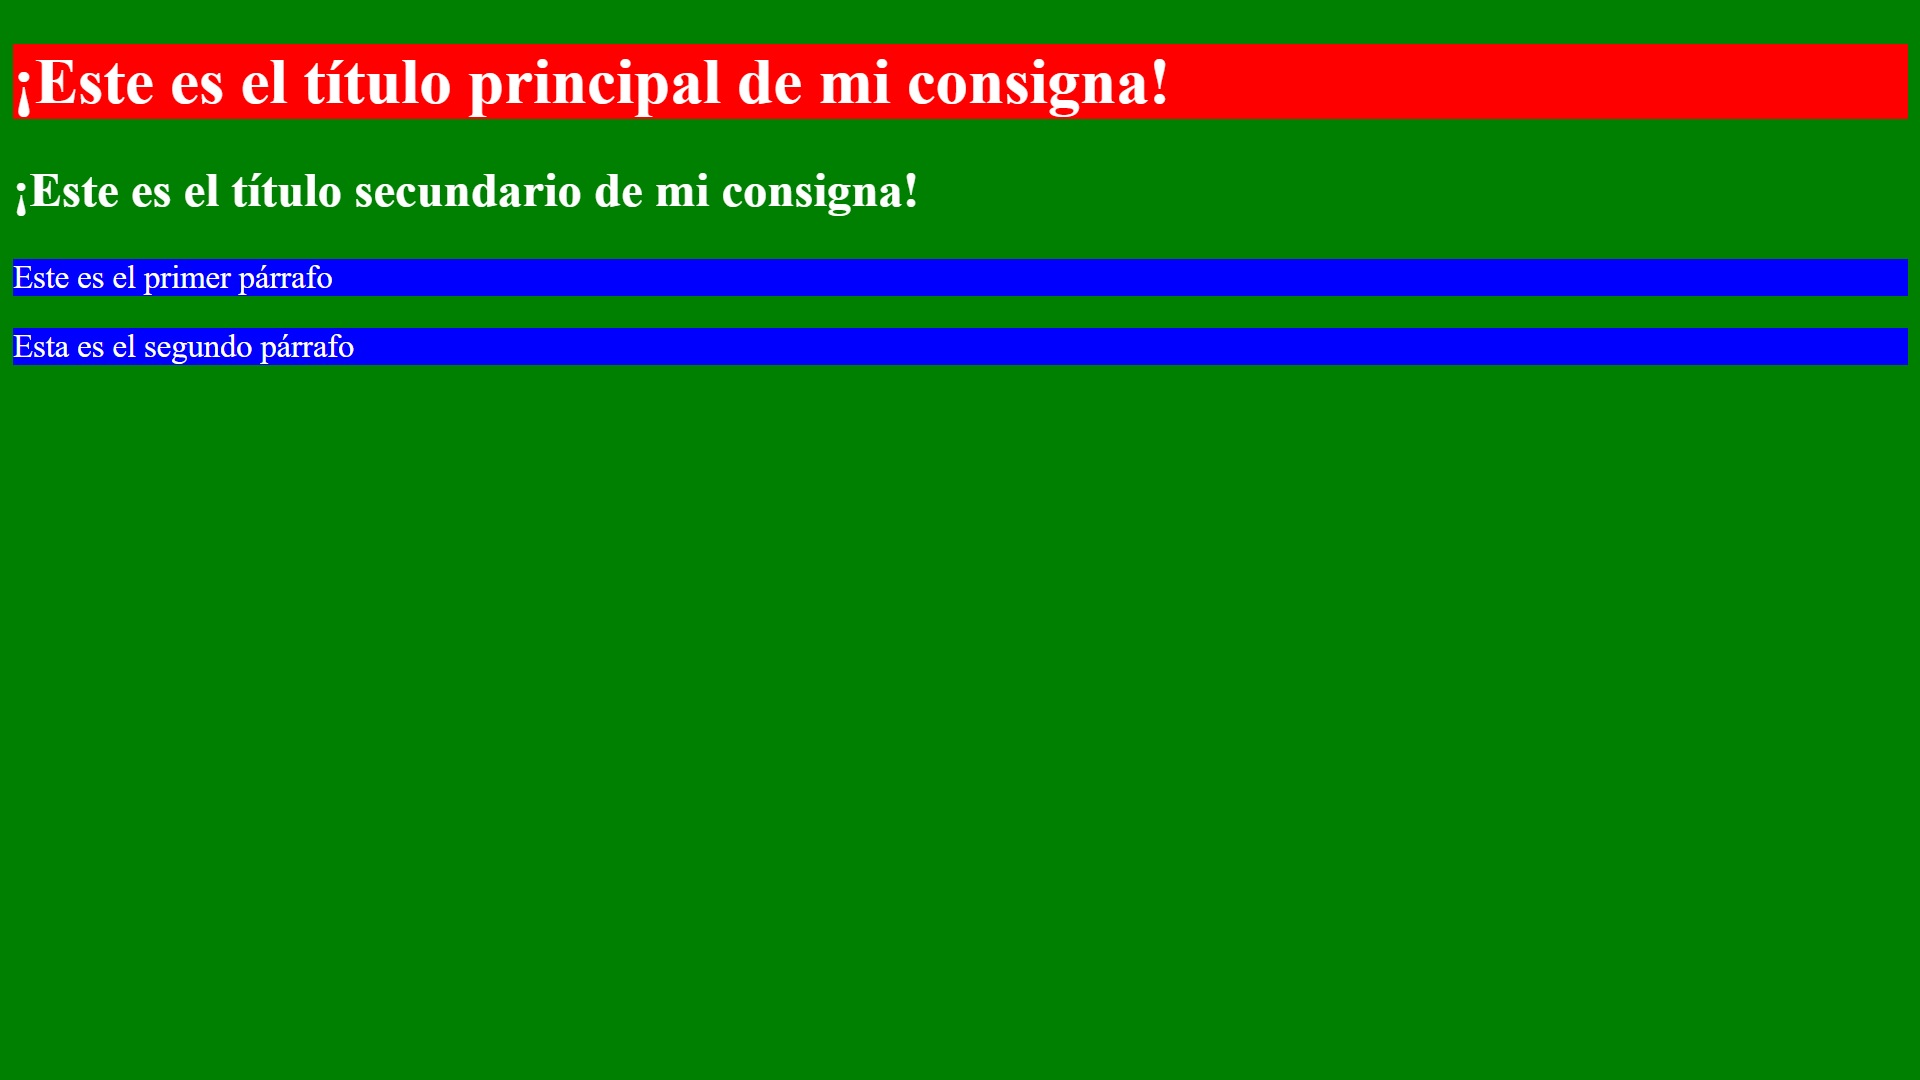 ¡Este es el título principal de mi consigna!
¡Este es el título secundario de mi consigna!
Este es el primer párrafo
Esta es el segundo párrafo